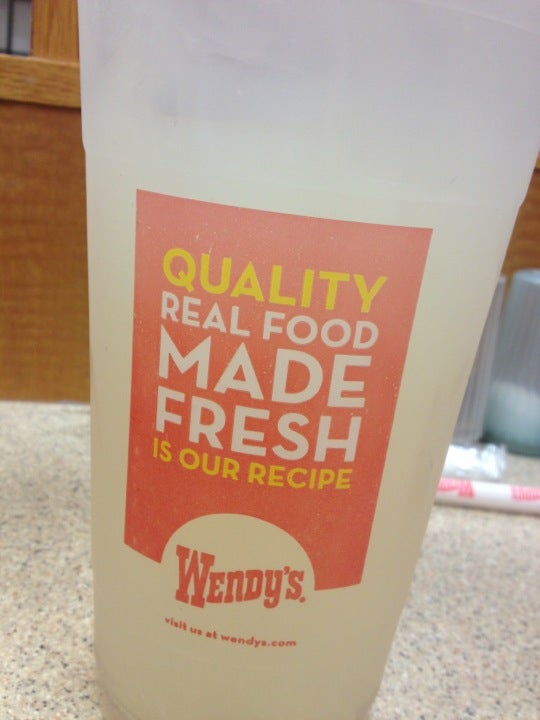 QUALITY
REAL FOOD
MADE
FRESH
IS OUR RECIPE
WENDY'S.
visit us at wendys.com